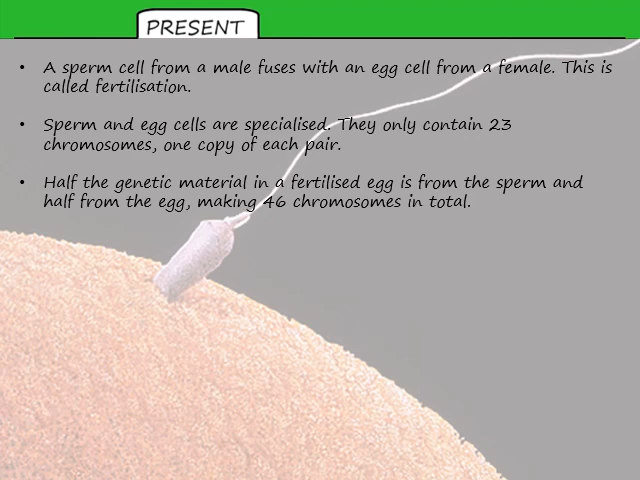 PRESENT
• A sperm cell from a male fuses with an egg cell from a female. This is
called fertilisation.
• Sperm and egg cells are specialised. They only contain 23
chromosomes, one copy of each pair.
• Half the genetic material in a fertilised egg is from the sperm and
half from the egg, making 46 chromosomes in total.